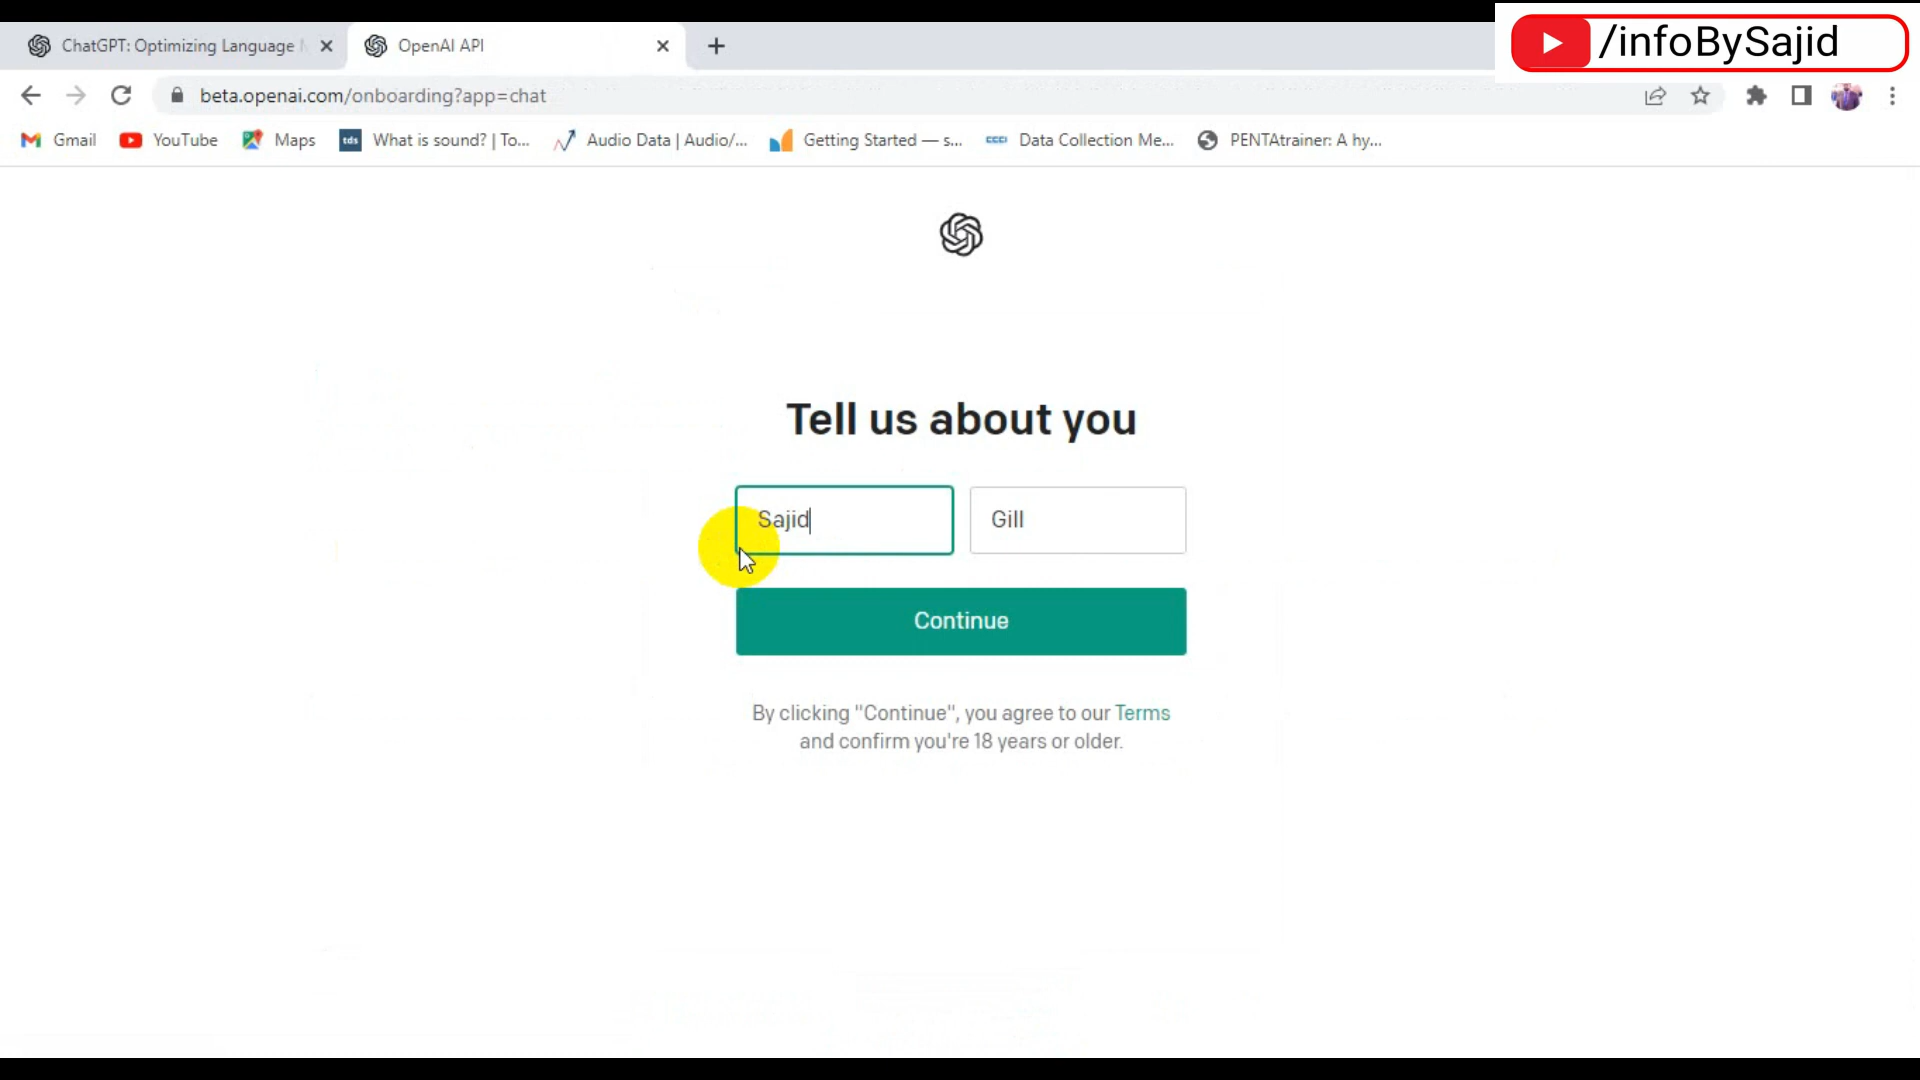 /infoBySajid
ChatGPT: Optimizing Language
OpenAI API
beta.openai.com/onboarding?app=chat
Gmail YouTube Maps tds What is sound? | To... Audio Data | Audio/... Getting Started — s... Data Collection Me... PENTAtrainer: A hy...
Tell us about you
Sajid Gill
Continue
By clicking "Continue", you agree to our Terms
and confirm you're 18 years or older.